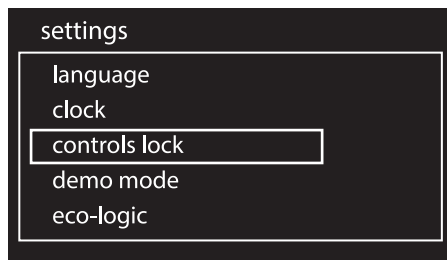 settings
language
clock
controls lock
demo mode
eco-logic